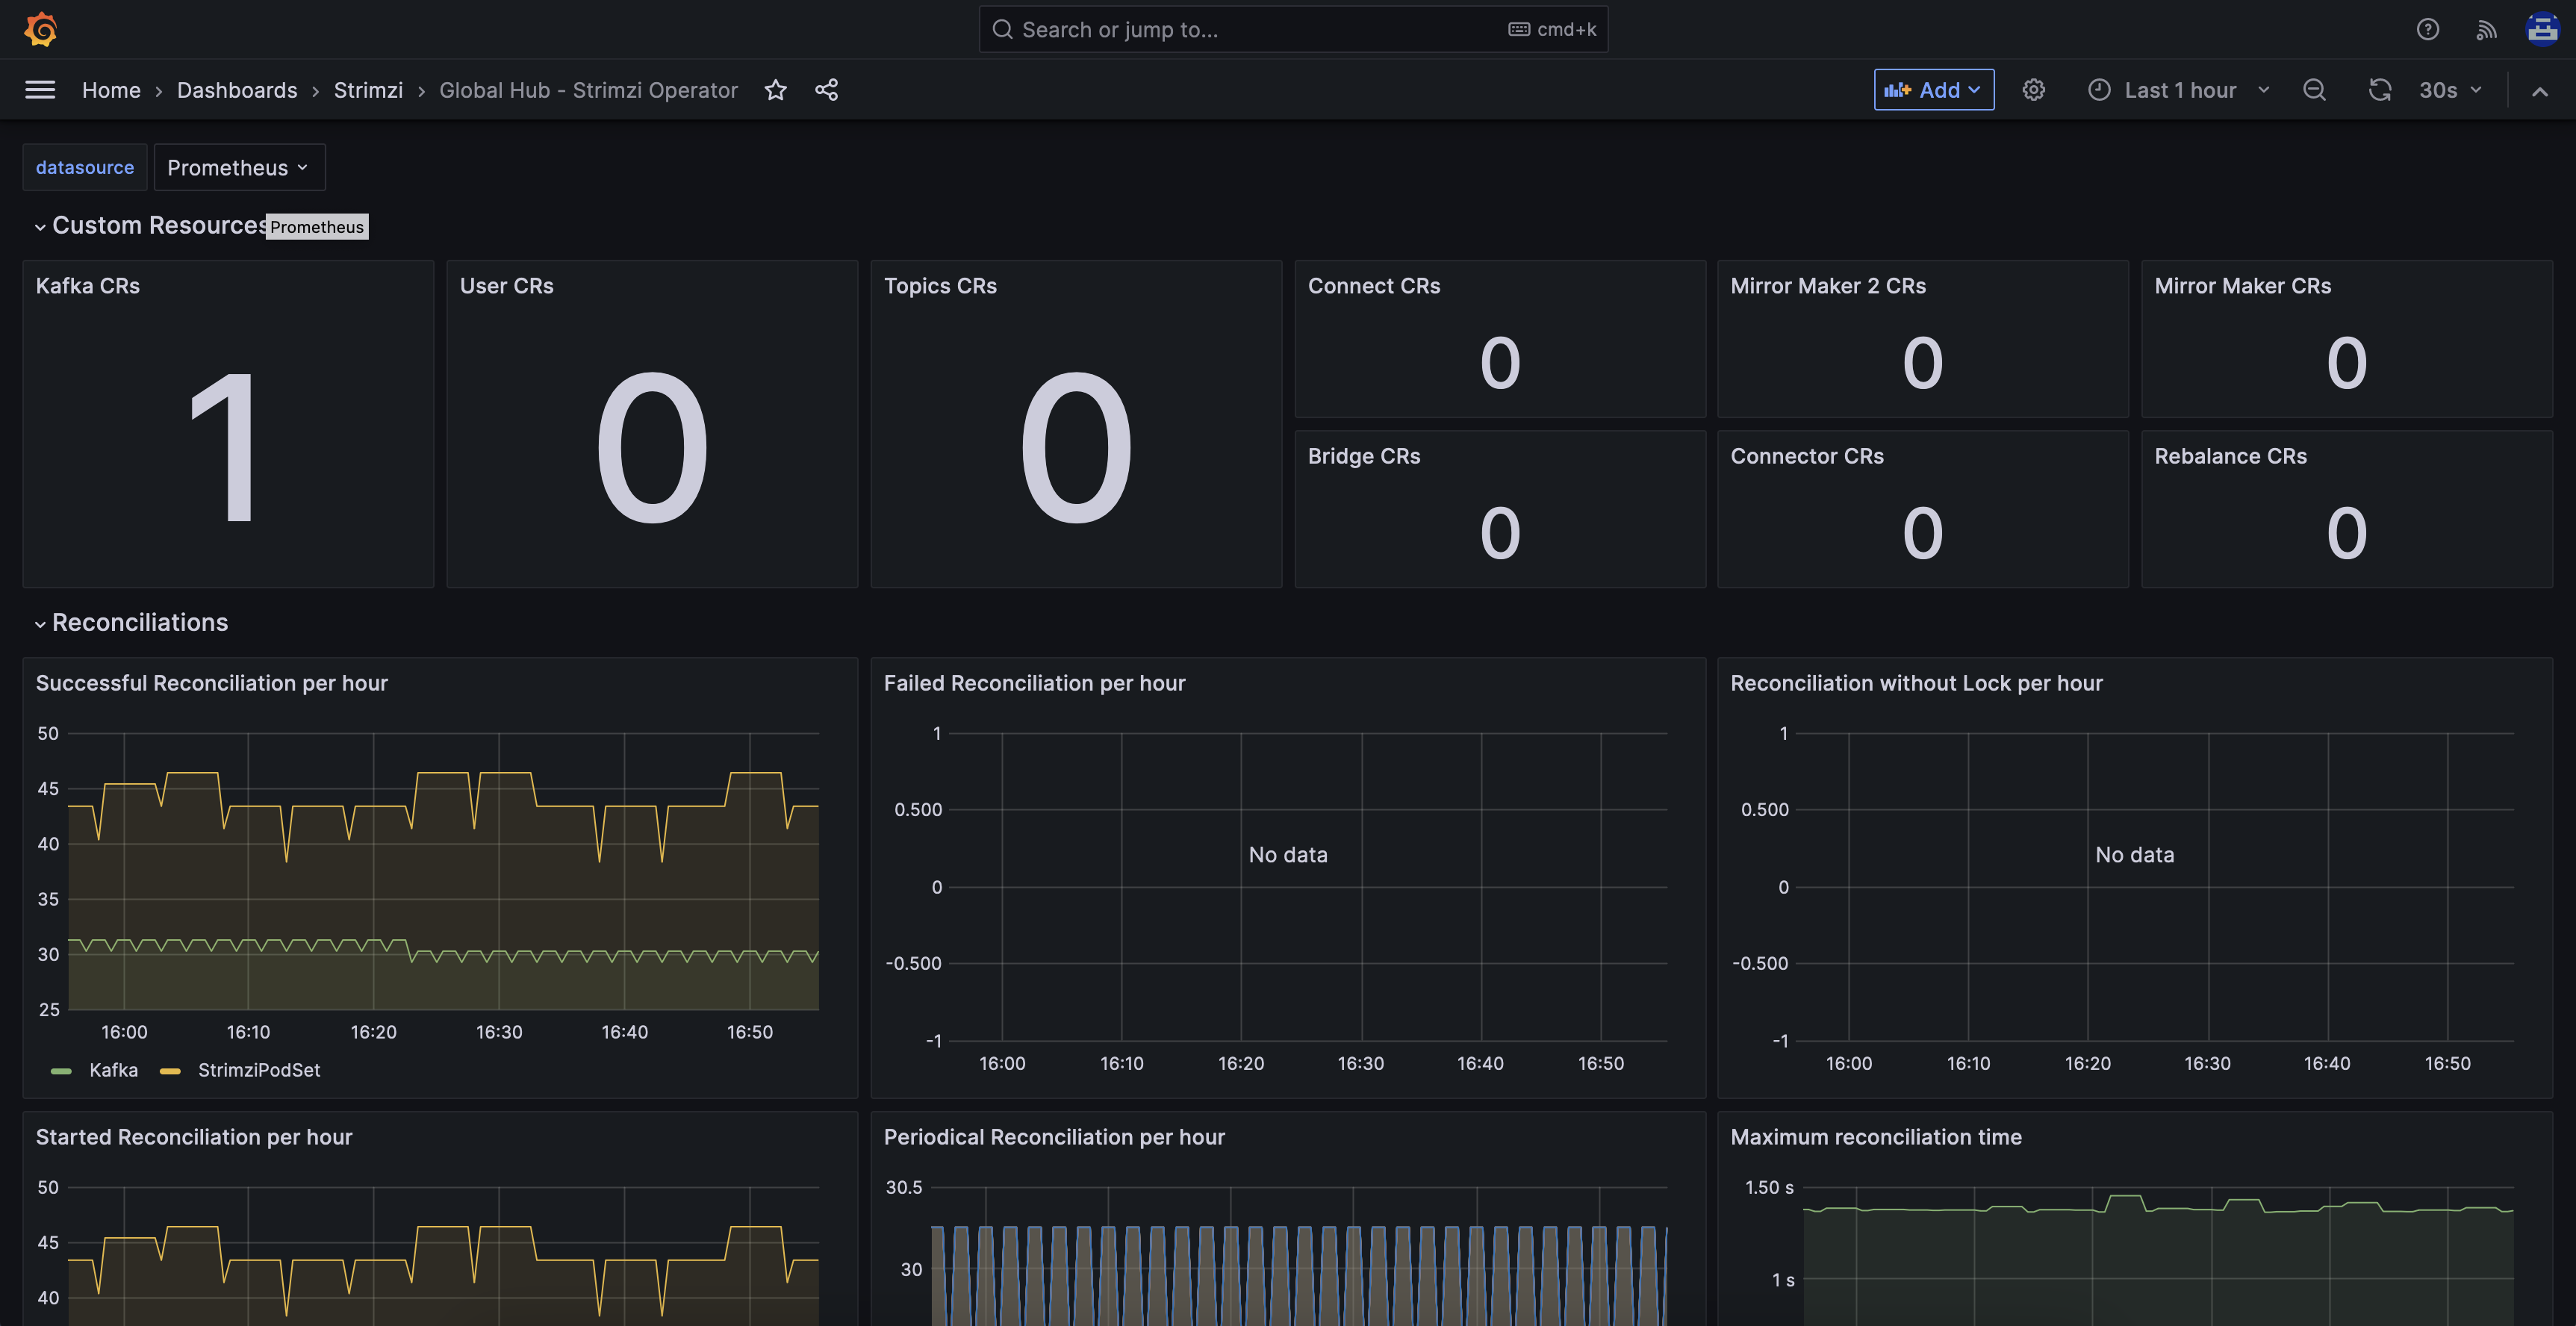 Search or jump to... cmd+k
Home › Dashboards › Strimzi › Global Hub - Strimzi Operator
Add
Last 1 hour
30s
datasource Prometheus
Custom Resources
Prometheus
Kafka CRs
1
User CRs
0
Topics CRs
0
Connect CRs
0
Mirror Maker 2 CRs
0
Mirror Maker CRs
0
Bridge CRs
0
Connector CRs
0
Rebalance CRs
0
Reconciliations
Successful Reconciliation per hour
50
45
40
35
30
25
16:00 16:10 16:20 16:30 16:40 16:50
Kafka StrimziPodSet
Failed Reconciliation per hour
1
0.500
No data
0
-0.500
-1
16:00 16:10 16:20 16:30 16:40 16:50
Reconciliation without Lock per hour
1
0.500
No data
0
-0.500
-1
16:00 16:10 16:20 16:30 16:40 16:50
Started Reconciliation per hour
50
45
40
Periodical Reconciliation per hour
30.5
30
Maximum reconciliation time
1.50 s
1 s